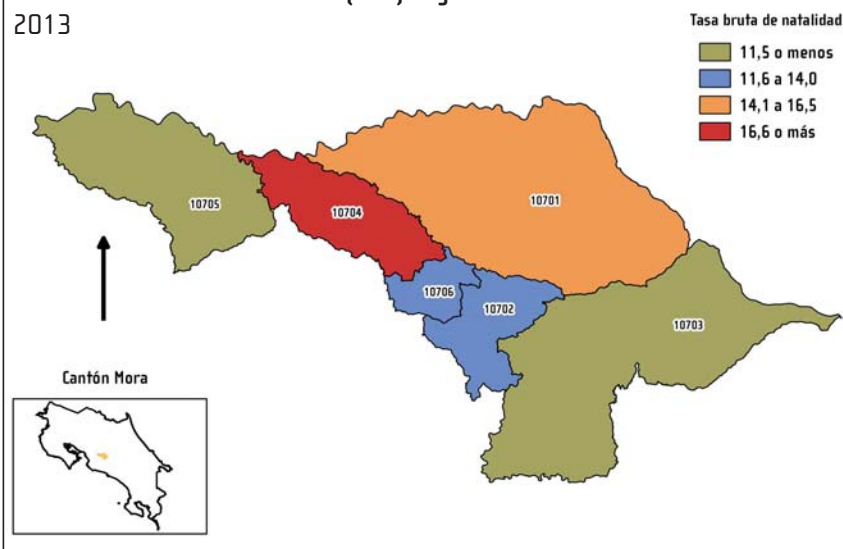 2013
Tasa bruta de natalidad
11,5 o menos
11,6 a 14,0
14,1 a 16,5
16,6 o más
10701
10705
10704
10706
10702
10703
Cantón Mora